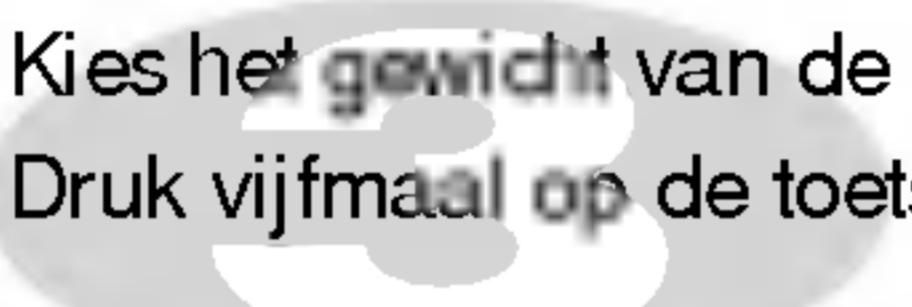 Kies het gewicht van de
Druk vijfmaal op de toets